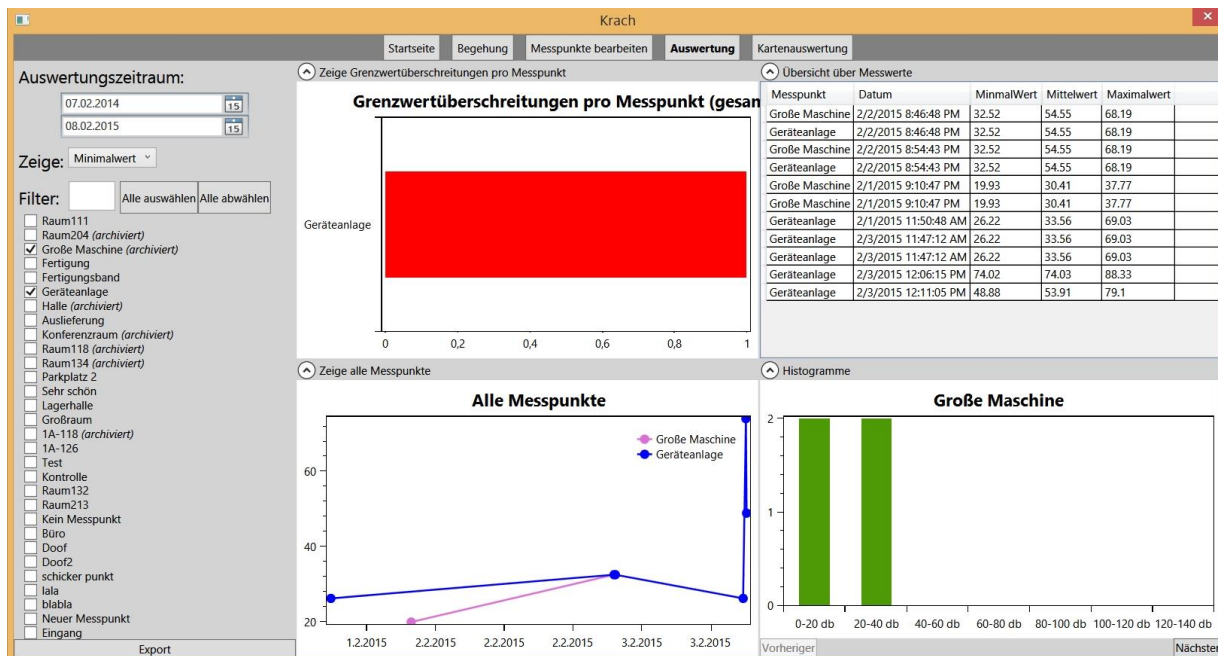 Krach
Startseite Begehung Messpunkte bearbeiten Auswertung Kartenauswertung
Auswertungszeitraum:
07.02.2014 15
08.02.2015 15
Zeige: Minimalwert
Filter: Alle auswählen Alle abwählen
Raum111
Raum204 (archiviert)
Große Maschine (archiviert)
Fertigung
Fertigungsband
Geräteanlage
Halle (archiviert)
Auslieferung
Konferenzraum (archiviert)
Raum118 (archiviert)
Raum134 (archiviert)
Parkplatz 2
Sehr schön
Lagerhalle
Großraum
1A-118 (archiviert)
1A-126
Test
Kontrolle
Raum132
Raum213
Kein Messpunkt
Büro
Doof
Doof2
schicker punkt
lala
blabla
Neuer Messpunkt
Eingang
Export
Zeige Grenzwertüberschreitungen pro Messpunkt
Grenzwertüberschreitungen pro Messpunkt (gesan
Geräteanlage
0 0,2 0,4 0,6 0,8 1
Übersicht über Messwerte
Messpunkt Datum MinmalWert Mittelwert Maximalwert
Große Maschine 2/2/2015 8:46:48 PM 32.52 54.55 68.19
Geräteanlage 2/2/2015 8:46:48 PM 32.52 54.55 68.19
Große Maschine 2/2/2015 8:54:43 PM 32.52 54.55 68.19
Geräteanlage 2/2/2015 8:54:43 PM 32.52 54.55 68.19
Große Maschine 2/1/2015 9:10:47 PM 19.93 30.41 37.77
Große Maschine 2/1/2015 9:10:47 PM 19.93 30.41 37.77
Geräteanlage 2/1/2015 11:50:48 AM 26.22 33.56 69.03
Geräteanlage 2/3/2015 11:47:12 AM 26.22 33.56 69.03
Geräteanlage 2/3/2015 11:47:12 AM 26.22 33.56 69.03
Geräteanlage 2/3/2015 12:06:15 PM 74.02 74.03 88.33
Geräteanlage 2/3/2015 12:11:05 PM 48.88 53.91 79.1
Zeige alle Messpunkte
Alle Messpunkte
Große Maschine
Geräteanlage
60
40
20
1.2.2015 2.2.2015 2.2.2015 2.2.2015 3.2.2015 3.2.2015
Histogramme
Große Maschine
2
1
0
0-20 db 20-40 db 40-60 db 60-80 db 80-100 db 100-120 db 120-140 db
Vorheriger Nächster